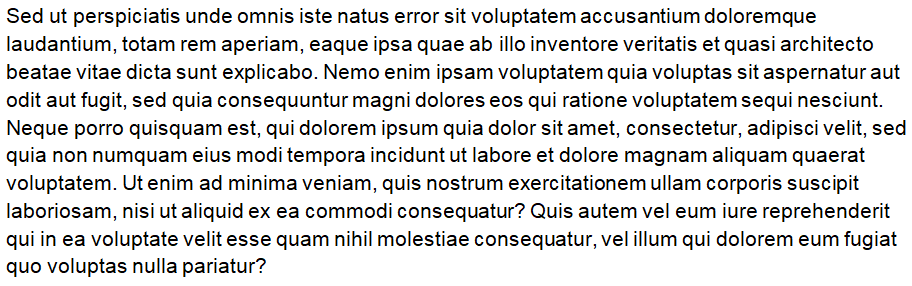 Sed ut perspiciatis unde omnis iste natus error sit voluptatem accusantium doloremque
laudantium, totam rem aperiam, eaque ipsa quae ab illo inventore veritatis et quasi architecto
beatae vitae dicta sunt explicabo. Nemo enim ipsam voluptatem quia voluptas sit aspernatur aut
odit aut fugit, sed quia consequuntur magni dolores eos qui ratione voluptatem sequi nesciunt.
Neque porro quisquam est, qui dolorem ipsum quia dolor sit amet, consectetur, adipisci velit, sed
quia non numquam eius modi tempora incidunt ut labore et dolore magnam aliquam quaerat
voluptatem. Ut enim ad minima veniam, quis nostrum exercitationem ullam corporis suscipit
laboriosam, nisi ut aliquid ex ea commodi consequatur? Quis autem vel eum iure reprehenderit
qui in ea voluptate velit esse quam nihil molestiae consequatur, vel illum qui dolorem eum fugiat
quo voluptas nulla pariatur?